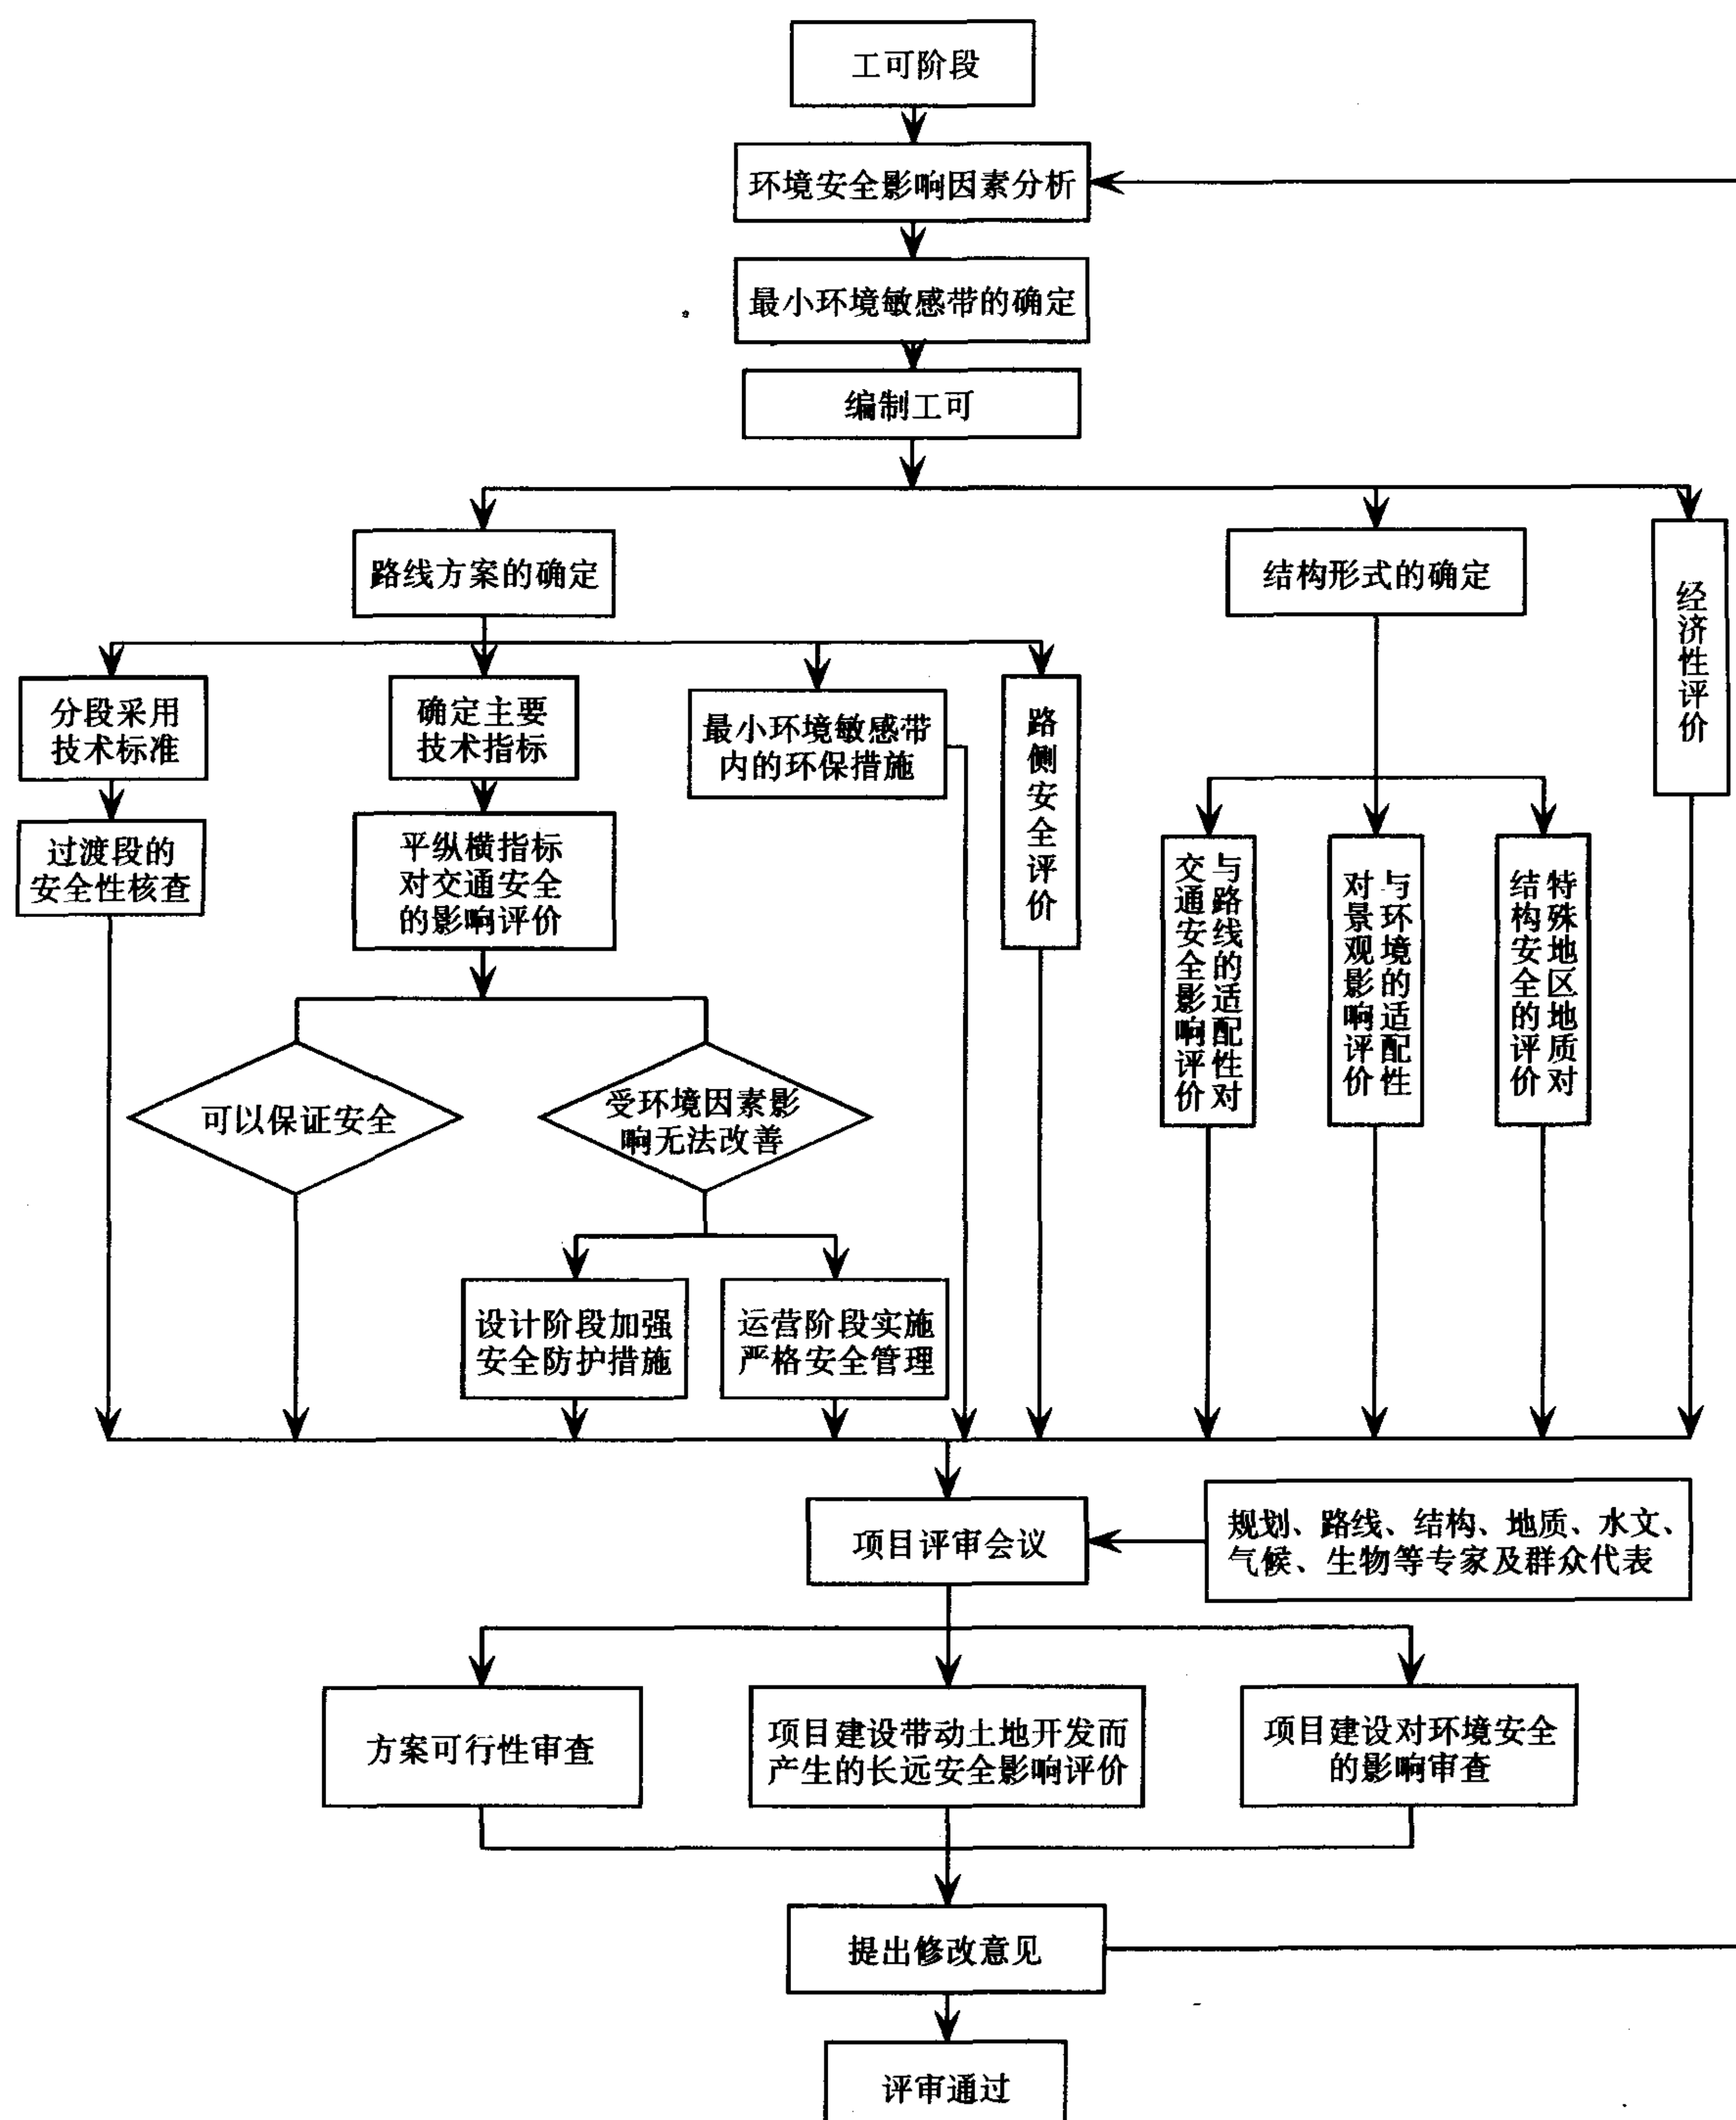 工可阶段
环境安全影响因素分析
最小环境敏感带的确定
编制工可
路线方案的确定
结构形式的确定
经济性评价
分段采用
技术标准
确定主要
技术指标
最小环境敏感带
内的环保措施
路侧安全评价
过渡段的
安全性核查
平纵横指标
对交通安全
的影响评价
与路线的适配性对
交通安全影响评价
与环境的适配性
对景观影响评价
特殊地区地质对
结构安全的评价
可以保证安全
受环境因素影
响无法改善
设计阶段加强
安全防护措施
运营阶段实施
严格安全管理
项目评审会议
规划、路线、结构、地质、水文、
气候、生物等专家及群众代表
方案可行性审查
项目建设带动土地开发而
产生的长远安全影响评价
项目建设对环境安全
的影响审查
提出修改意见
评审通过